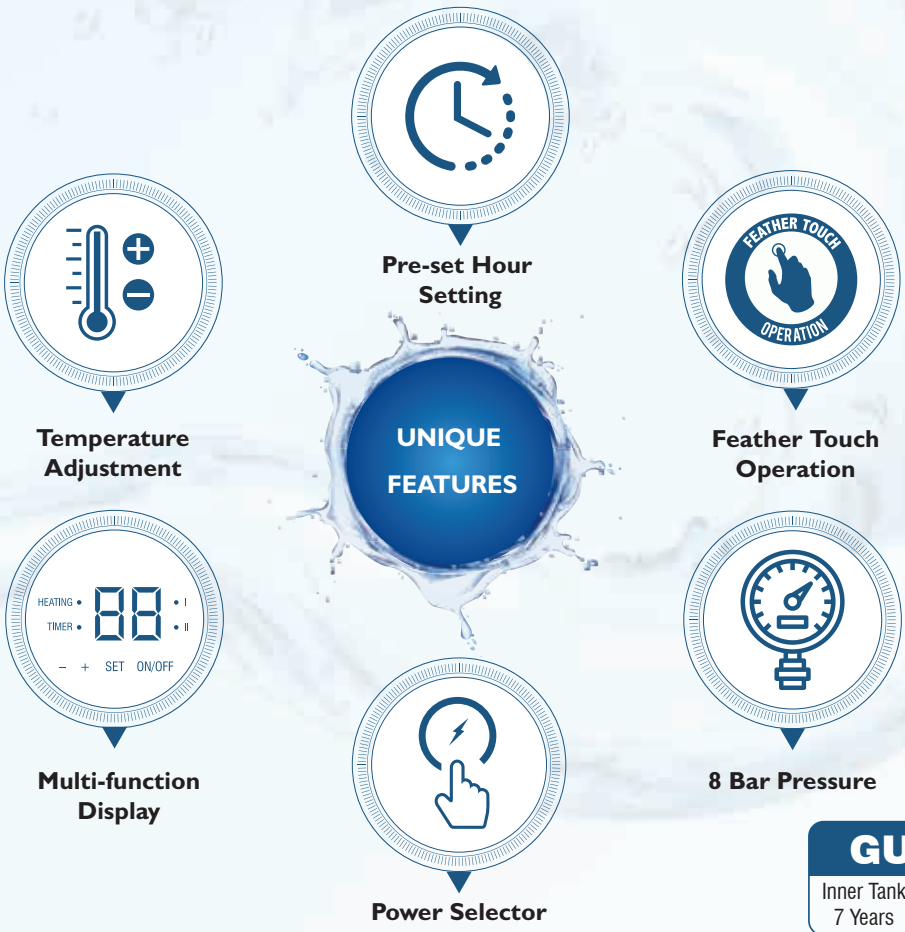 Pre-set Hour
Setting
Temperature
Adjustment
FEATHER TOUCH
OPERATION
Feather Touch
Operation
UNIQUE
FEATURES
HEATING • 88 • I
TIMER • • II
- + SET ON/OFF
Multi-function
Display
8 Bar Pressure
Power Selector
GU
Inner Tank
7 Years